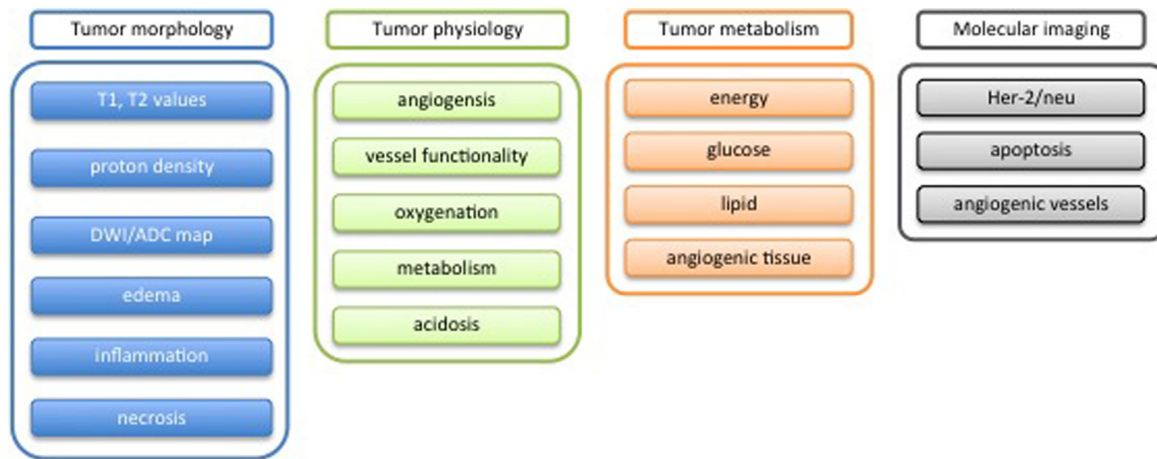 Tumor morphology
T1, T2 values
proton density
DWI/ADC map
edema
inflammation
necrosis
Tumor physiology
angiogensis
vessel functionality
oxygenation
metabolism
acidosis
Tumor metabolism
energy
glucose
lipid
angiogenic tissue
Molecular imaging
Her-2/neu
apoptosis
angiogenic vessels